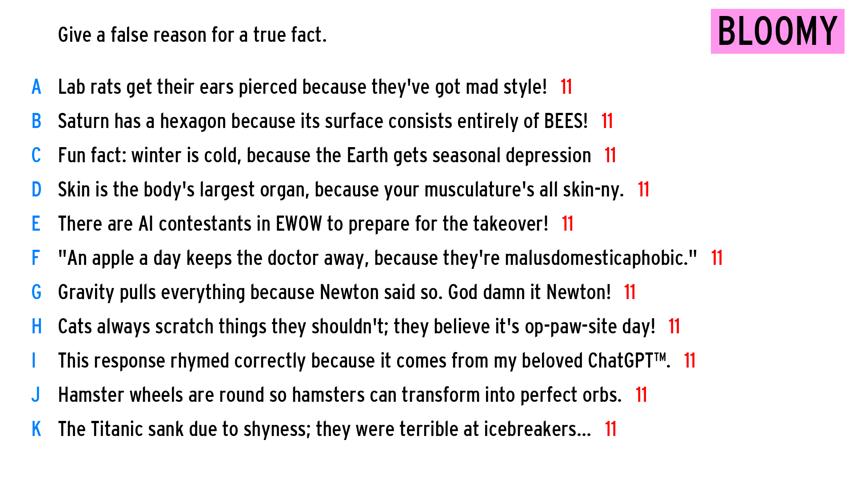 Give a false reason for a true fact.
BLOOMY
A Lab rats get their ears pierced because they've got mad style! 11
B Saturn has a hexagon because its surface consists entirely of BEES! 11
C Fun fact: winter is cold, because the Earth gets seasonal depression 11
D Skin is the body's largest organ, because your musculature's all skin-ny. 11
E There are AI contestants in EWOW to prepare for the takeover! 11
F "An apple a day keeps the doctor away, because they're malusdomesticaphobic." 11
G Gravity pulls everything because Newton said so. God damn it Newton! 11
H Cats always scratch things they shouldn't; they believe it's op-paw-site day! 11
I This response rhymed correctly because it comes from my beloved ChatGPT™. 11
J Hamster wheels are round so hamsters can transform into perfect orbs. 11
K The Titanic sank due to shyness; they were terrible at icebreakers... 11